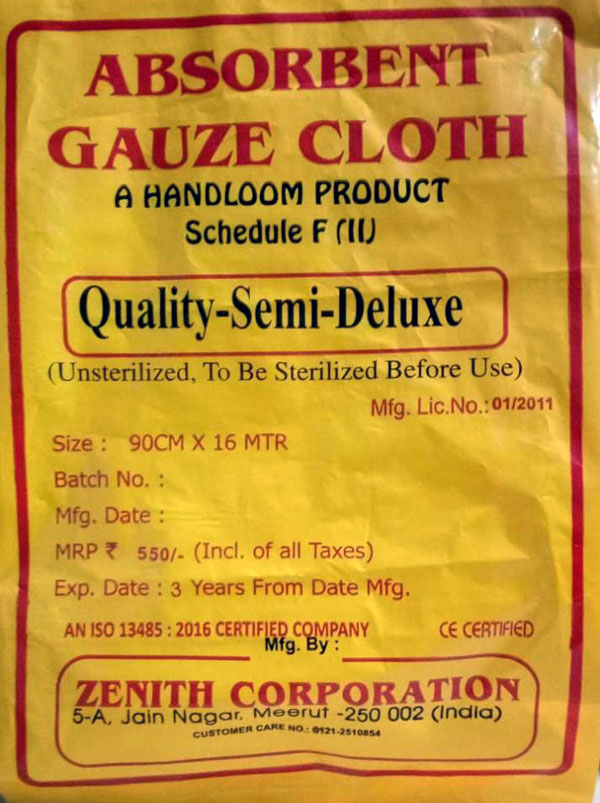 ABSORBENT
GAUZE CLOTH
A HANDLOOM PRODUCT
Schedule F (II)
Quality-Semi-Deluxe
(Unsterilized, To Be Sterilized Before Use)
Mfg. Lic.No.: 01/2011
Size : 90CM X 16 MTR
Batch No. :
Mfg. Date :
MRP ₹ 550/- (Incl. of all Taxes)
Exp. Date : 3 Years From Date Mfg.
AN ISO 13485 : 2016 CERTIFIED COMPANY CE CERTIFIED
Mfg. By :
ZENITH CORPORATION
5-A, Jain Nagar, Meerut -250 002 (India)
CUSTOMER CARE NO.: 0121-2510854